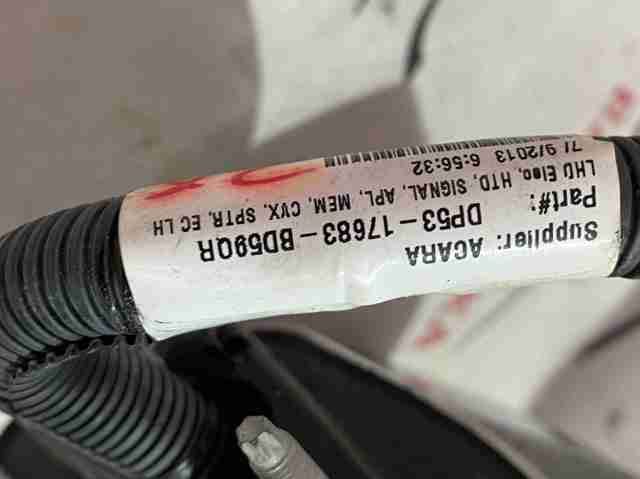 Supplier: ACARA
Part#:
DP53-17683-BD59QR
LHD Elec, HTD, SIGNAL, APL, MEM, CVX, SPTR, EC LH
7/ 9/2013 6:56:32